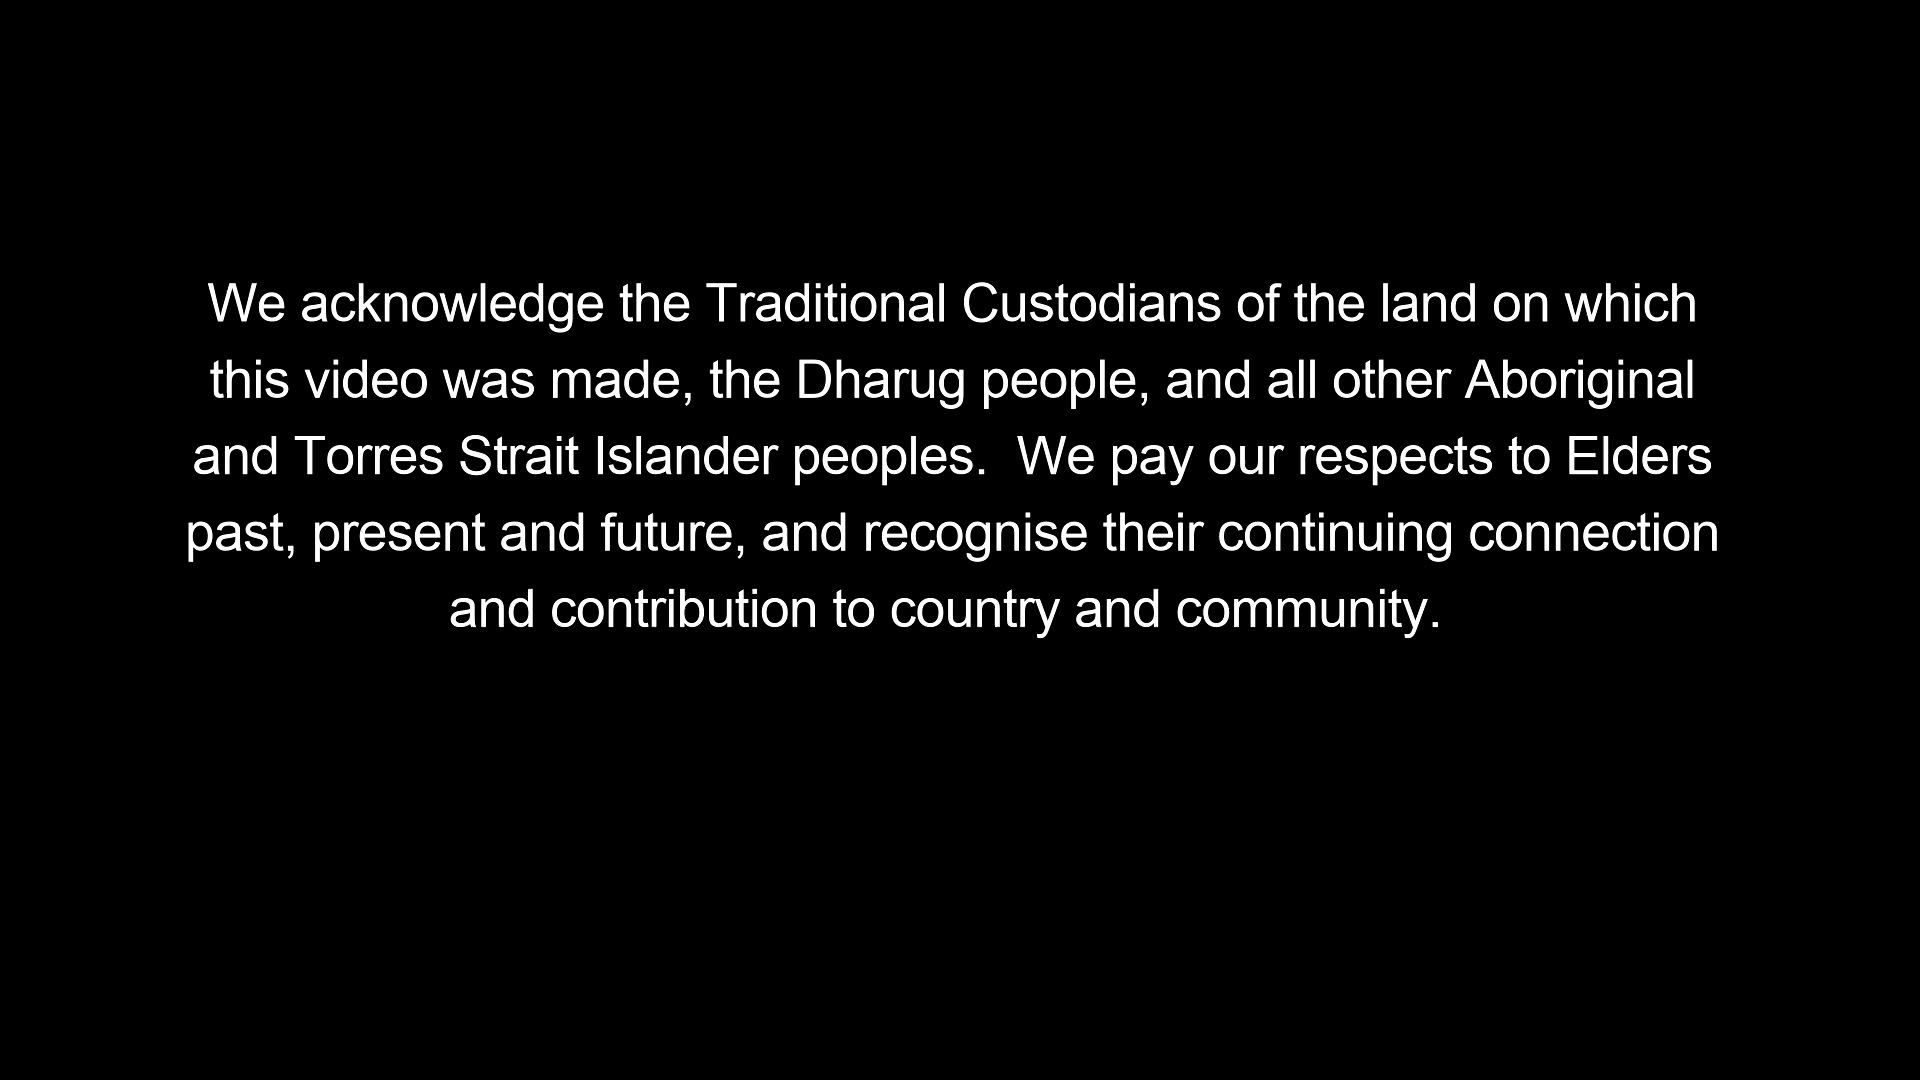 We acknowledge the Traditional Custodians of the land on which
this video was made, the Dharug people, and all other Aboriginal
and Torres Strait Islander peoples.  We pay our respects to Elders
past, present and future, and recognise their continuing connection
and contribution to country and community.